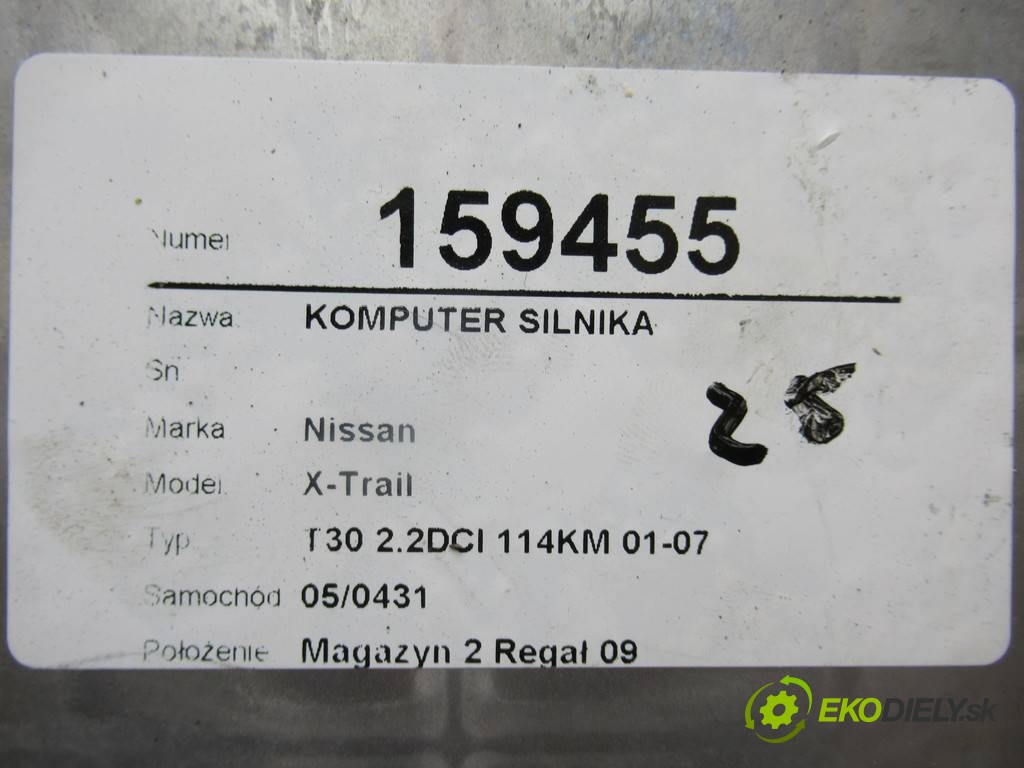 Numer 159455
Nazwa KOMPUTER SILNIKA
Sn
Marka Nissan
Model X-Trail
Typ T30 2.2DCI 114KM 01-07
Samochód 05/0431
Położenie Magazyn 2 Regał 09
28
EKODIELY.sk